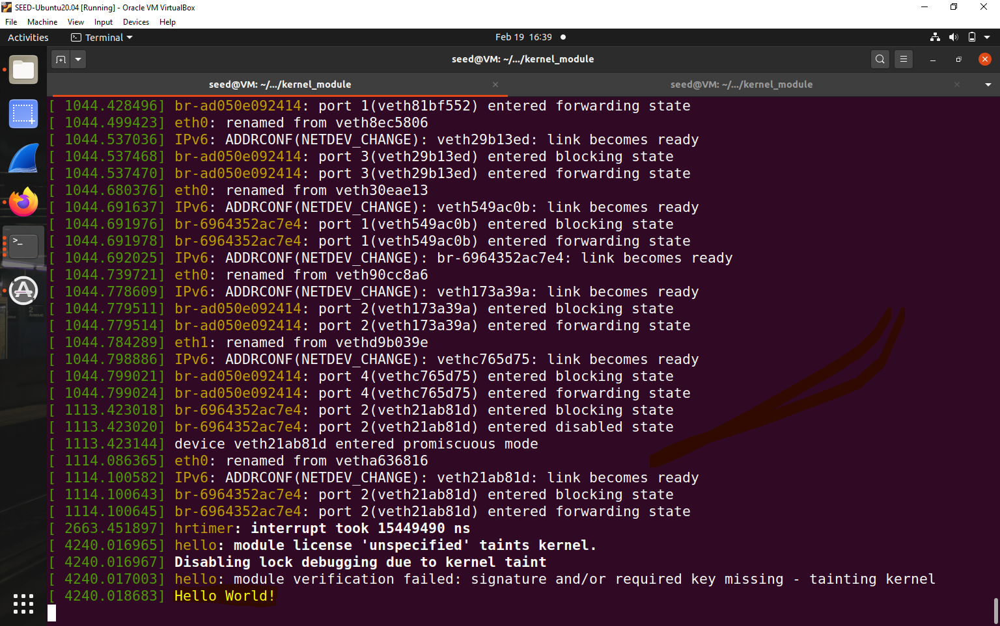 SEED-Ubuntu20.04 [Running] - Oracle VM VirtualBox
File Machine View Input Devices Help
Activities Terminal Feb 19 16:39
seed@VM: ~/.../kernel_module
seed@VM: ~/.../kernel_module seed@VM: ~/.../kernel_module
[ 1044.428496] br-ad050e092414: port 1(veth81bf552) entered forwarding state
[ 1044.499423] eth0: renamed from veth8ec5806
[ 1044.537036] IPv6: ADDRCONF(NETDEV_CHANGE): veth29b13ed: link becomes ready
[ 1044.537468] br-ad050e092414: port 3(veth29b13ed) entered blocking state
[ 1044.537470] br-ad050e092414: port 3(veth29b13ed) entered forwarding state
[ 1044.680376] eth0: renamed from veth30eae13
[ 1044.691637] IPv6: ADDRCONF(NETDEV_CHANGE): veth549ac0b: link becomes ready
[ 1044.691976] br-6964352ac7e4: port 1(veth549ac0b) entered blocking state
[ 1044.691978] br-6964352ac7e4: port 1(veth549ac0b) entered forwarding state
[ 1044.692025] IPv6: ADDRCONF(NETDEV_CHANGE): br-6964352ac7e4: link becomes ready
[ 1044.739721] eth0: renamed from veth90cc8a6
[ 1044.778609] IPv6: ADDRCONF(NETDEV_CHANGE): veth173a39a: link becomes ready
[ 1044.779511] br-ad050e092414: port 2(veth173a39a) entered blocking state
[ 1044.779514] br-ad050e092414: port 2(veth173a39a) entered forwarding state
[ 1044.784289] eth1: renamed from vethd9b039e
[ 1044.798886] IPv6: ADDRCONF(NETDEV_CHANGE): vethc765d75: link becomes ready
[ 1044.799021] br-ad050e092414: port 4(vethc765d75) entered blocking state
[ 1044.799024] br-ad050e092414: port 4(vethc765d75) entered forwarding state
[ 1113.423018] br-6964352ac7e4: port 2(veth21ab81d) entered blocking state
[ 1113.423020] br-6964352ac7e4: port 2(veth21ab81d) entered disabled state
[ 1113.423144] device veth21ab81d entered promiscuous mode
[ 1114.086365] eth0: renamed from vetha636816
[ 1114.100582] IPv6: ADDRCONF(NETDEV_CHANGE): veth21ab81d: link becomes ready
[ 1114.100643] br-6964352ac7e4: port 2(veth21ab81d) entered blocking state
[ 1114.100645] br-6964352ac7e4: port 2(veth21ab81d) entered forwarding state
[ 2663.451897] hrtimer: interrupt took 15449490 ns
[ 4240.016965] hello: module license 'unspecified' taints kernel.
[ 4240.016967] Disabling lock debugging due to kernel taint
[ 4240.017003] hello: module verification failed: signature and/or required key missing - tainting kernel
[ 4240.018683] Hello World!